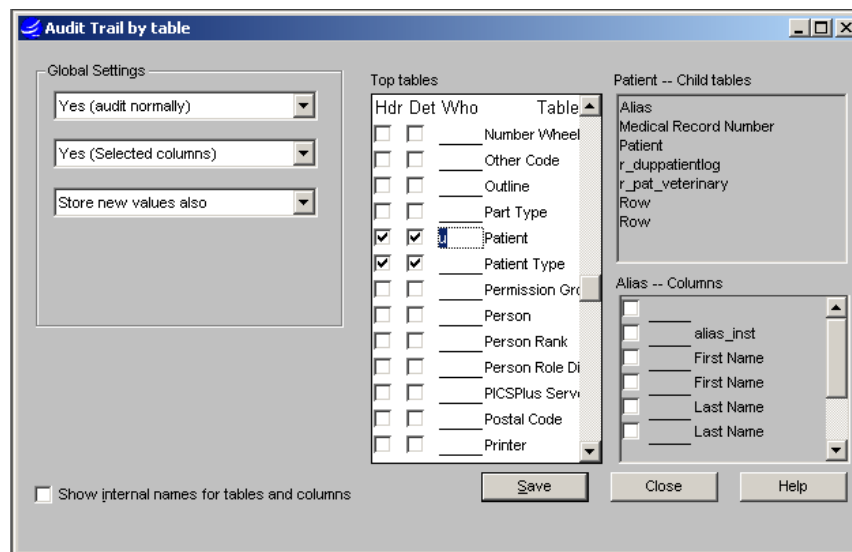 Audit Trail by table
Global Settings
Yes (audit normally)
Yes (Selected columns)
Store new values also
Top tables
Hdr Det Who Table
Number Wheel
Other Code
Outline
Part Type
u Patient
Patient Type
Permission Gro
Person
Person Rank
Person Role Di
PICSPlus Serv
Postal Code
Printer
Patient -- Child tables
Alias
Medical Record Number
Patient
r_duppatientlog
r_pat_veterinary
Row
Row
Alias -- Columns
alias_inst
First Name
First Name
Last Name
Last Name
Show internal names for tables and columns
Save
Close
Help